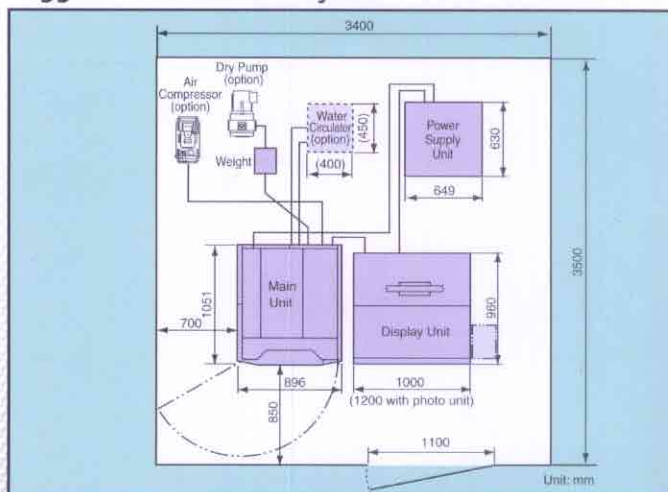 3400
Air
Compressor
(option)
Dry Pump
(option)
Water
Circulator
(option)
(450)
(400)
Power
Supply
Unit
630
649
Weight
3500
Main
Unit
1051
700
896
850
Display Unit
960
1000
(1200 with photo unit)
1100
Unit: mm